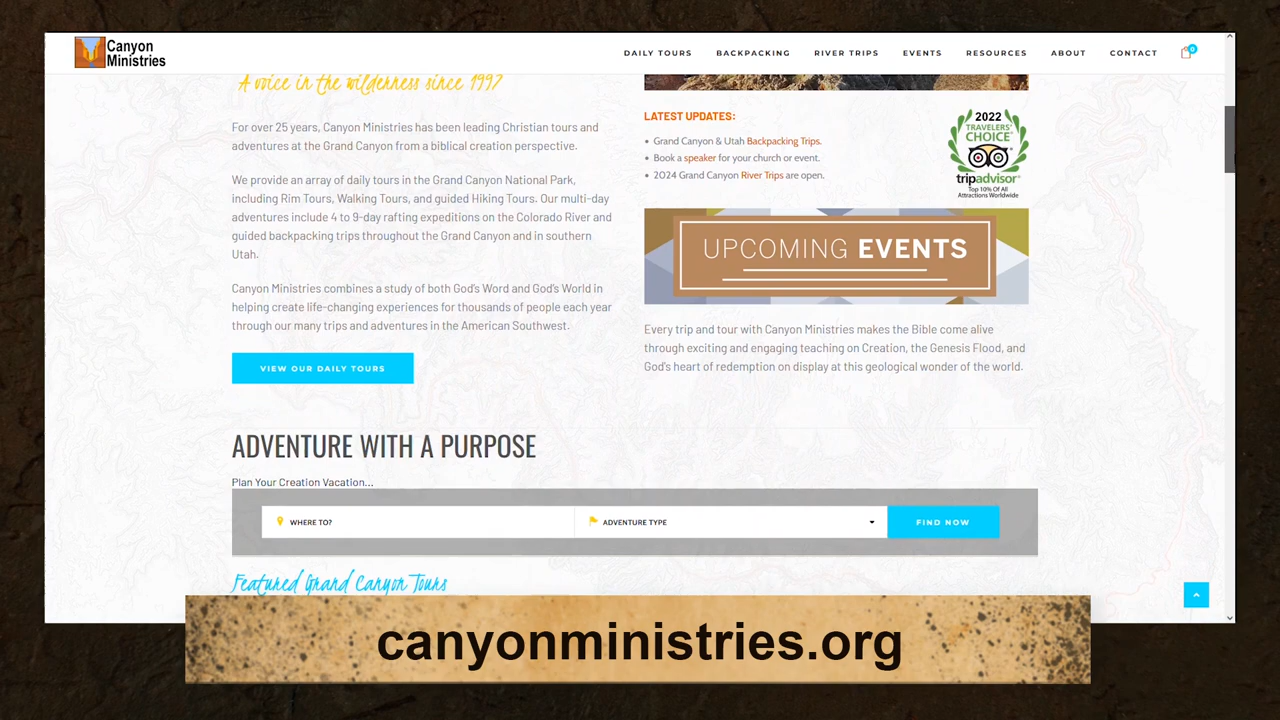 Canyon
Ministries
DAILY TOURS BACKPACKING RIVER TRIPS EVENTS RESOURCES ABOUT CONTACT 0
A voice in the wilderness since 1997
For over 25 years, Canyon Ministries has been leading Christian tours and
adventures at the Grand Canyon from a biblical creation perspective.
We provide an array of daily tours in the Grand Canyon National Park,
including Rim Tours, Walking Tours, and guided Hiking Tours. Our multi-day
adventures include 4 to 9-day rafting expeditions on the Colorado River and
guided backpacking trips throughout the Grand Canyon and in southern
Utah.
Canyon Ministries combines a study of both God's Word and God's World in
helping create life-changing experiences for thousands of people each year
through our many trips and adventures in the American Southwest.
VIEW OUR DAILY TOURS
LATEST UPDATES:
• Grand Canyon & Utah Backpacking Trips.
• Book a speaker for your church or event.
• 2024 Grand Canyon River Trips are open.
2022
TRAVELERS'
CHOICE
tripadvisor
Top 10% Of All
Attractions Worldwide
UPCOMING EVENTS
Every trip and tour with Canyon Ministries makes the Bible come alive
through exciting and engaging teaching on Creation, the Genesis Flood, and
God's heart of redemption on display at this geological wonder of the world.
ADVENTURE WITH A PURPOSE
Plan Your Creation Vacation...
WHERE TO? ADVENTURE TYPE FIND NOW
Featured Grand Canyon Tours
canyonministries.org